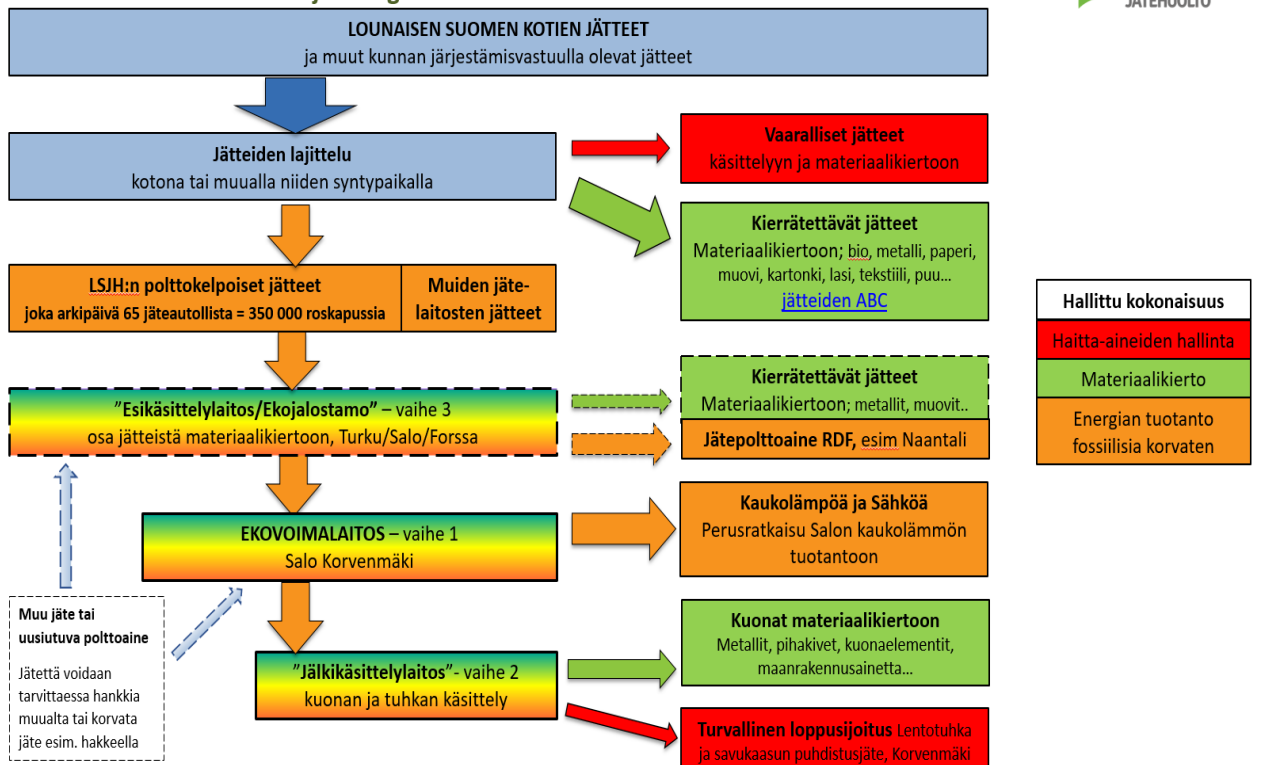 JÄTEHUOLTO
LOUNAISEN SUOMEN KOTIEN JÄTTEET
ja muut kunnan järjestämisvastuulla olevat jätteet
Jätteiden lajittelu
kotona tai muualla niiden syntypaikalla
Vaaralliset jätteet
käsittelyyn ja materiaalikiertoon
Kierrätettävät jätteet
Materiaalikiertoon; bio, metalli, paperi,
muovi, kartonki, lasi, tekstiili, puu...
jätteiden ABC
LSJH:n polttokelpoiset jätteet
joka arkipäivä 65 jäteautollista = 350 000 roskapussia
Muiden jäte-
laitosten jätteet
Hallittu kokonaisuus
Haitta-aineiden hallinta
Materiaalikierto
Energian tuotanto
fossiilisia korvaten
”Esikäsittelylaitos/Ekojalostamo” – vaihe 3
osa jätteistä materiaalikiertoon, Turku/Salo/Forssa
Kierrätettävät jätteet
Materiaalikiertoon; metallit, muovit..
Jätepolttoaine RDF, esim Naantali
EKOVOIMALAITOS – vaihe 1
Salo Korvenmäki
Kaukolämpöä ja Sähköä
Perusratkaisu Salon kaukolämmön
tuotantoon
Muu jäte tai
uusiutuva polttoaine
Jätettä voidaan
tarvittaessa hankkia
muualta tai korvata
jäte esim. hakkeella
”Jälkikäsittelylaitos”- vaihe 2
kuonan ja tuhkan käsittely
Kuonat materiaalikiertoon
Metallit, pihakivet, kuonaelementit,
maanrakennusainetta...
Turvallinen loppusijoitus Lentotuhka
ja savukaasun puhdistusjäte, Korvenmäki